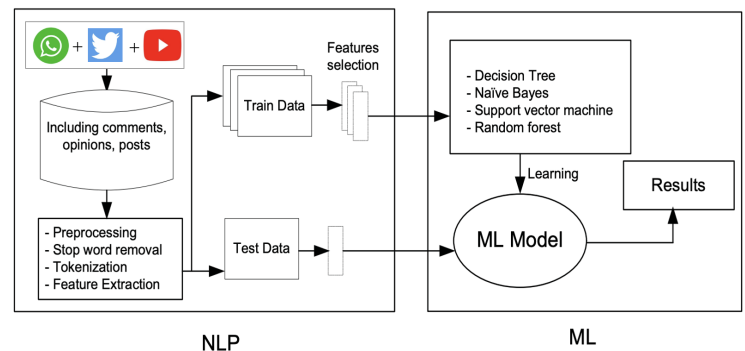 + +
Including comments,
opinions, posts
- Preprocessing
- Stop word removal
- Tokenization
- Feature Extraction
Train Data
Features
selection
Test Data
NLP
- Decision Tree
- Naïve Bayes
- Support vector machine
- Random forest
Learning
ML Model
Results
ML